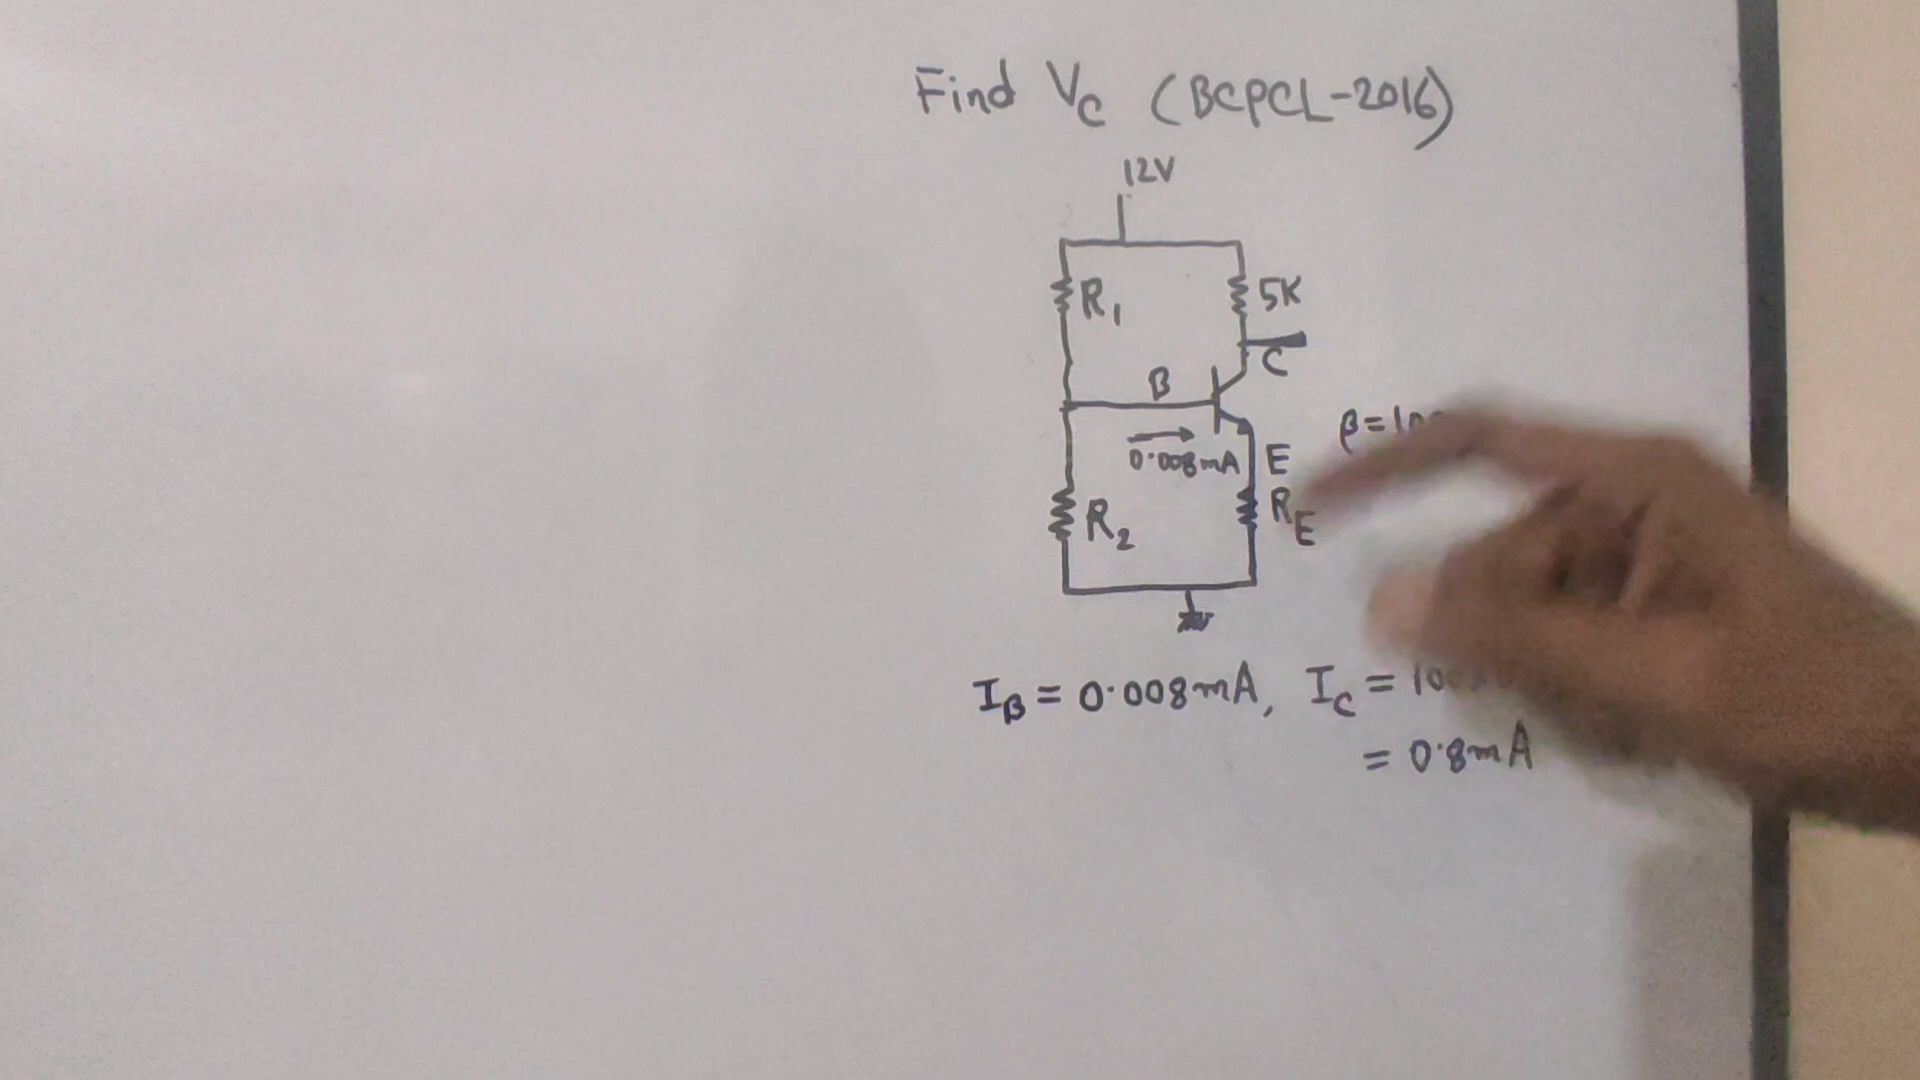 Find Vc (BCPCL-2016)
12V
R1
5K
C
B
0.008mA
E
RE
R2
IB = 0.008mA, Ic =
= 0.8mA